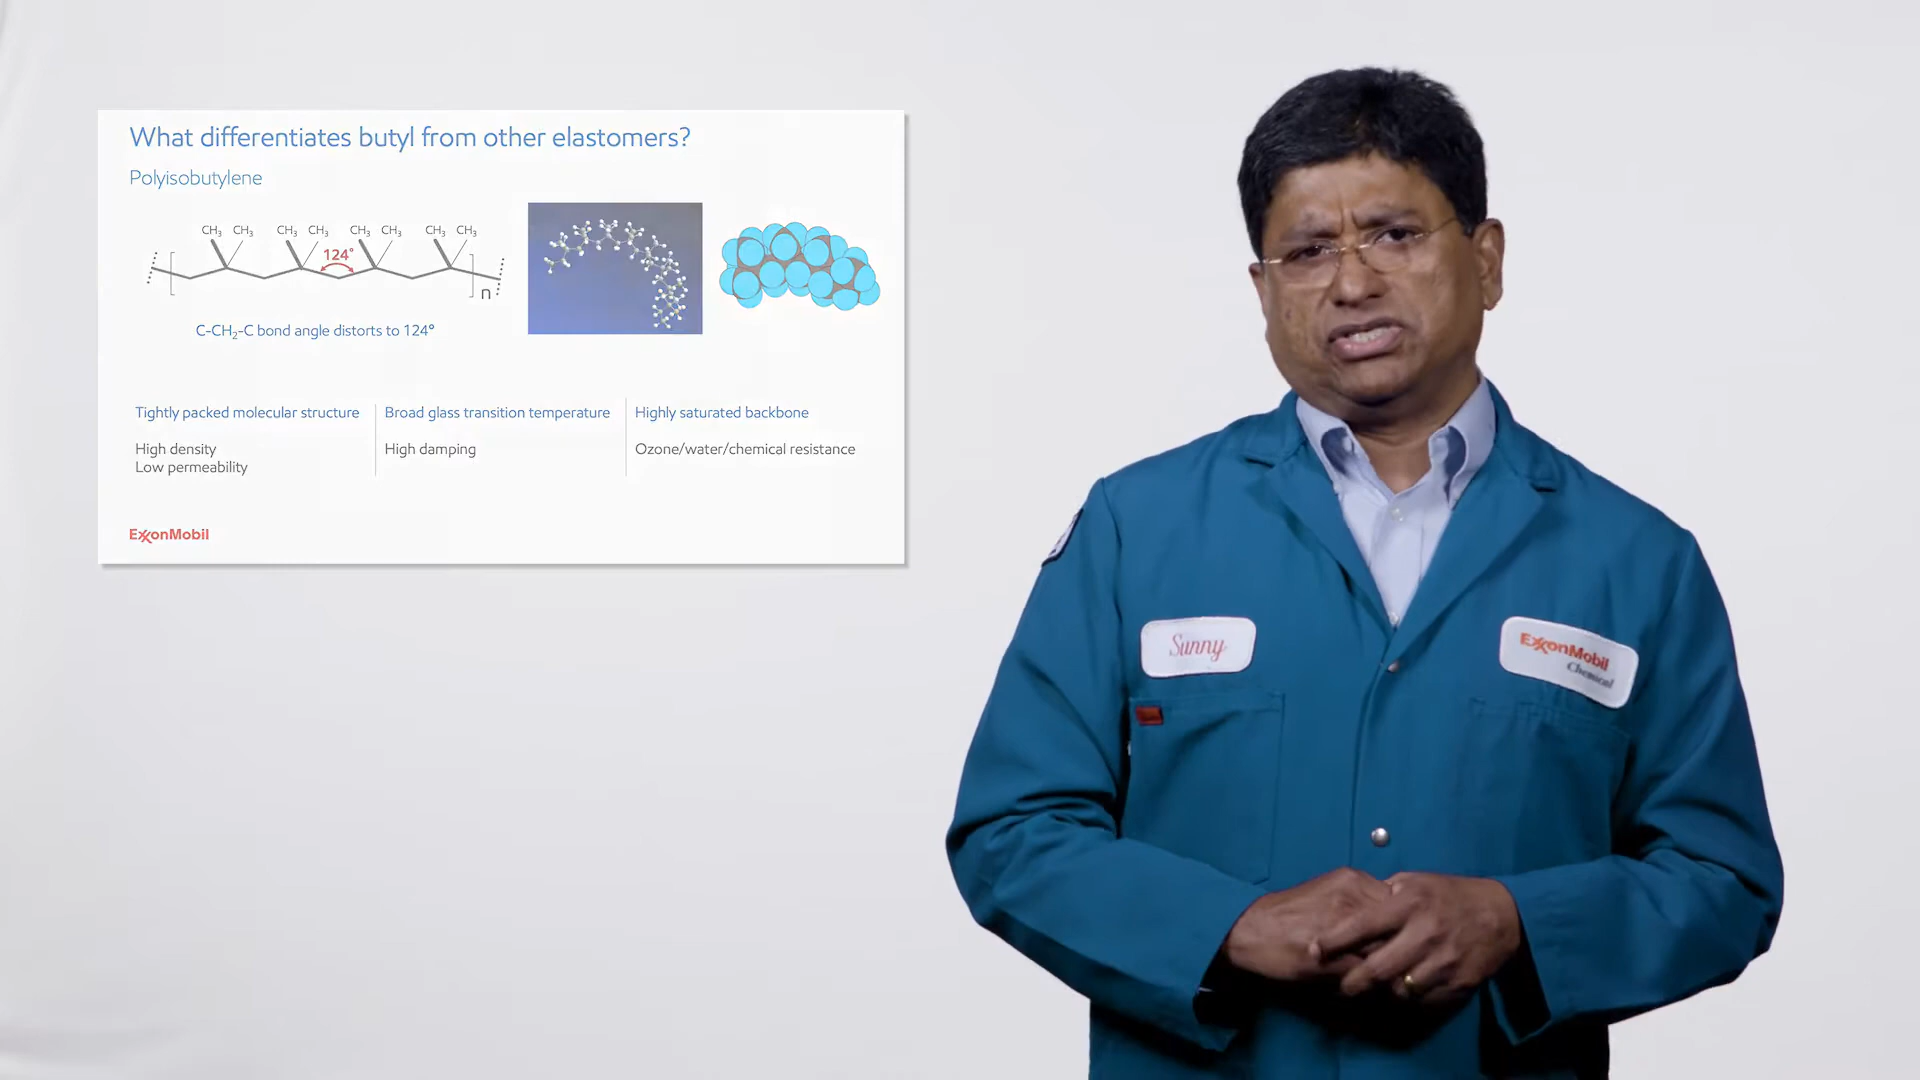 What differentiates butyl from other elastomers?
Polyisobutylene
CH₃ CH₃ CH₃ CH₃ CH₃ CH₃ CH₃ CH₃
124°
n
C-CH₂-C bond angle distorts to 124°
Tightly packed molecular structure
High density
Low permeability
Broad glass transition temperature
High damping
Highly saturated backbone
Ozone/water/chemical resistance
ExxonMobil
Sunny
ExxonMobil
Chemical